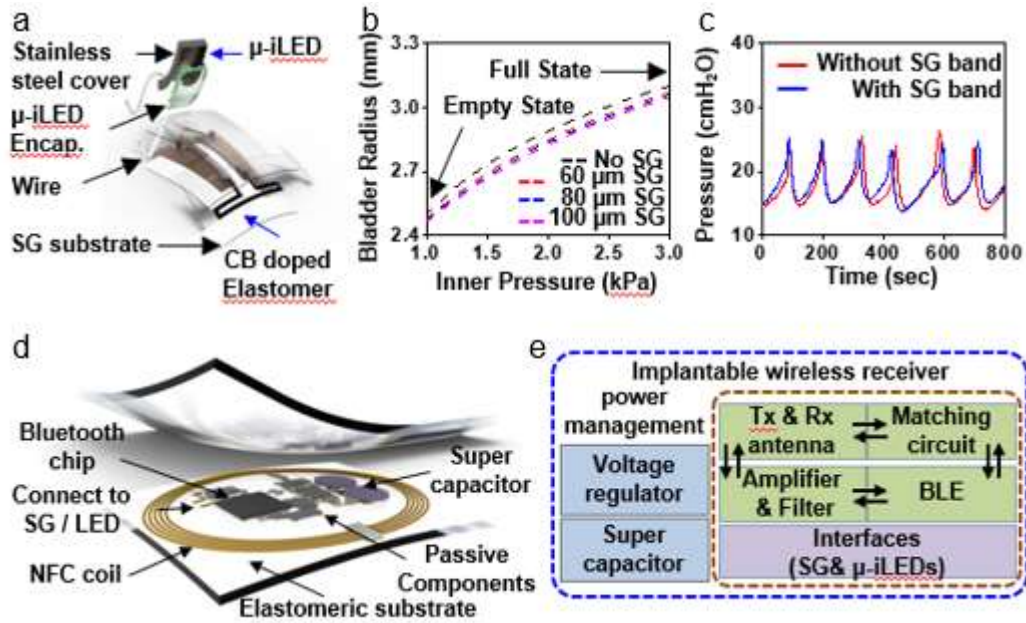 a
Stainless
steel cover
μ-iLED
μ-iLED
Encap.
Wire
SG substrate
CB doped
Elastomer
b
Bladder Radius (mm)
3.3
3.0
2.7
2.4
Full State
Empty State
No SG
60 μm SG
80 μm SG
100 μm SG
1.0 1.5 2.0 2.5 3.0
Inner Pressure (kPa)
c
Pressure (cmH2O)
40
30
20
10
Without SG band
With SG band
0 200 400 600 800
Time (sec)
d
Bluetooth
chip
Connect to
SG / LED
NFC coil
Super
capacitor
Passive
Components
Elastomeric substrate
e
Implantable wireless receiver
power
management
Voltage
regulator
Super
capacitor
Tx & Rx
antenna
Matching
circuit
Amplifier
& Filter
BLE
Interfaces
(SG& μ-iLEDs)